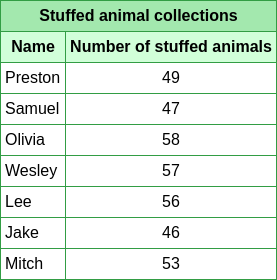 Stuffed animal collections
Name Number of stuffed animals
Preston 49
Samuel 47
Olivia 58
Wesley 57
Lee 56
Jake 46
Mitch 53